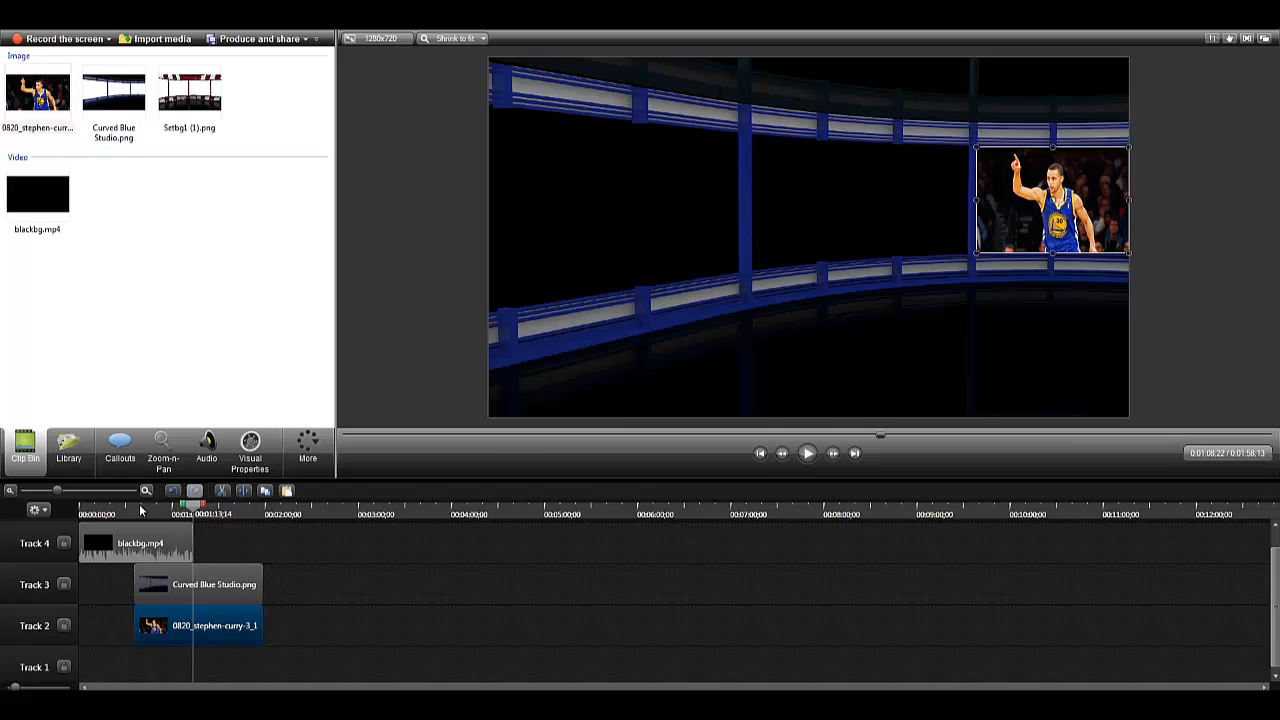 Record the screen
Import media
Produce and share
1280x720
Shrink to fit
Image
0820_stephen-curr...
Curved Blue
Studio.png
Setbg1 (1).png
Video
blackbg.mp4
30
Clip Bin
Library
Callouts
Zoom-n-
Pan
Audio
Visual
Properties
More
0:01:08;22 / 0:01:58;13
00:00:00;00
00:01:13;14
00:02:00;00
00:03:00;00
00:04:00;00
00:05:00;00
00:06:00;00
00:07:00;00
00:08:00;00
00:09:00;00
00:10:00;00
00:11:00;00
00:12:00;00
Track 4
blackbg.mp4
Track 3
Curved Blue Studio.png
Track 2
0820_stephen-curry-3_1
Track 1